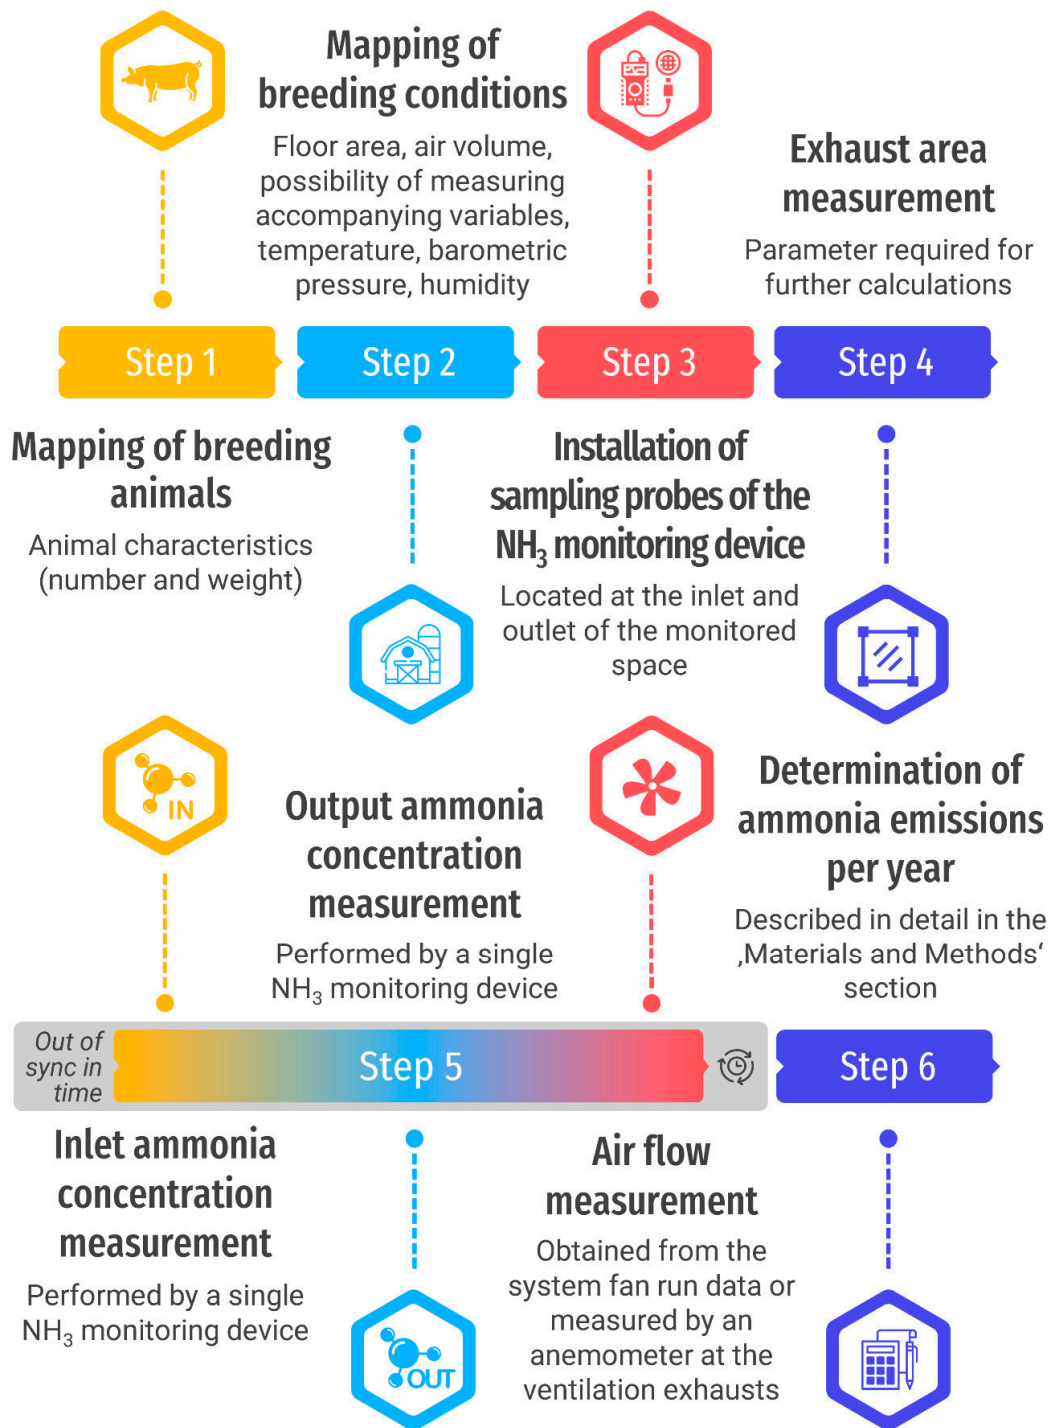 Mapping of
breeding conditions
Floor area, air volume,
possibility of measuring
accompanying variables,
temperature, barometric
pressure, humidity
Exhaust area
measurement
Parameter required for
further calculations
Step 1
Step 2
Step 3
Step 4
Mapping of breeding
animals
Animal characteristics
(number and weight)
Installation of
sampling probes of the
NH₃ monitoring device
Located at the inlet and
outlet of the monitored
space
IN
Output ammonia
concentration
measurement
Performed by a single
NH₃ monitoring device
Determination of
ammonia emissions
per year
Described in detail in the
‚Materials and Methods‘
section
Out of
sync in
time
Step 5
Step 6
Inlet ammonia
concentration
measurement
Performed by a single
NH₃ monitoring device
OUT
Air flow
measurement
Obtained from the
system fan run data or
measured by an
anemometer at the
ventilation exhausts